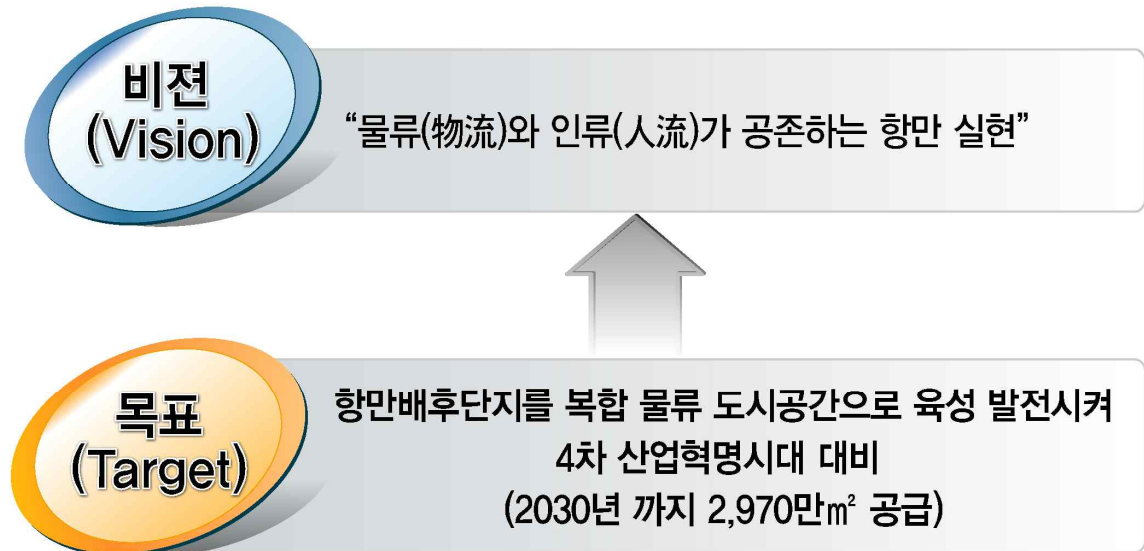 비젼
(Vision)
“물류(物流)와 인류(人流)가 공존하는 항만 실현”
목표
(Target)
항만배후단지를 복합 물류 도시공간으로 육성 발전시켜
4차 산업혁명시대 대비
(2030년 까지 2,970만㎡ 공급)